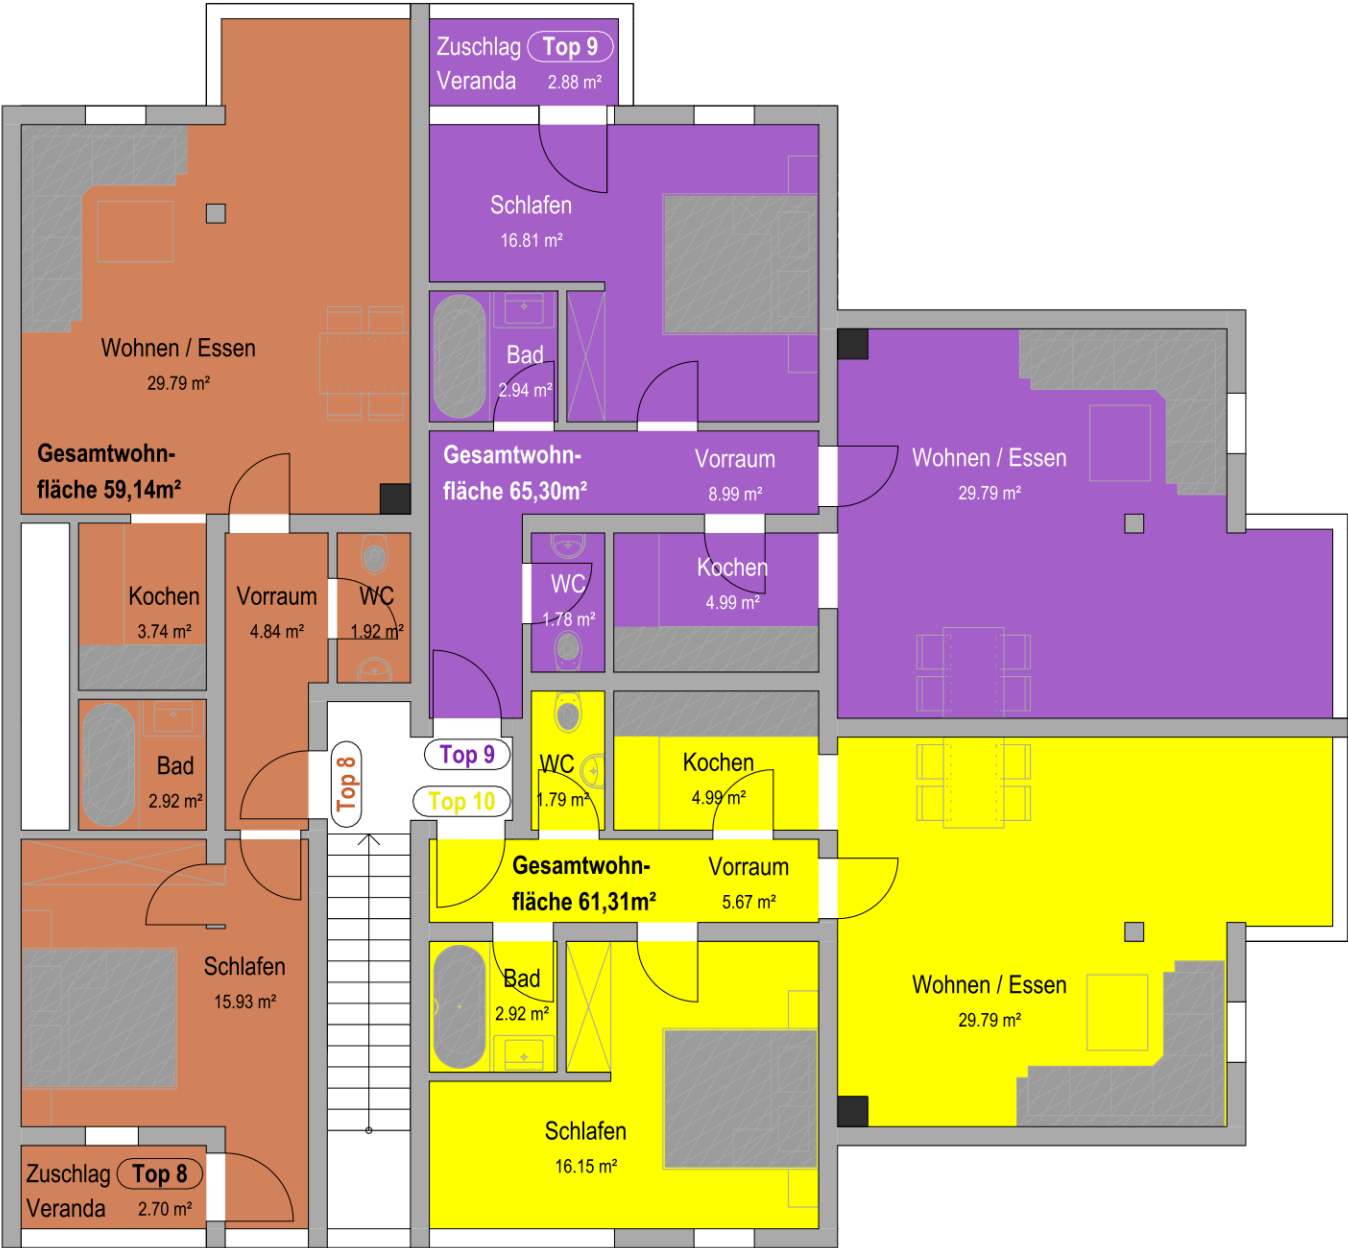 Zuschlag Top 9
Veranda 2.88 m²
Schlafen
16.81 m²
Wohnen / Essen
29.79 m²
Bad
2.94 m²
Gesamtwohn-
fläche 59,14m²
Gesamtwohn-
fläche 65,30m²
Vorraum
8.99 m²
Wohnen / Essen
29.79 m²
Kochen
3.74 m²
Vorraum
4.84 m²
WC
1.92 m²
WC
1.78 m²
Kochen
4.99 m²
Bad
2.92 m²
Top 8
Top 9
Top 10
WC
1.79 m²
Kochen
4.99 m²
Gesamtwohn-
fläche 61,31m²
Vorraum
5.67 m²
Schlafen
15.93 m²
Bad
2.92 m²
Wohnen / Essen
29.79 m²
Schlafen
16.15 m²
Zuschlag Top 8
Veranda 2.70 m²